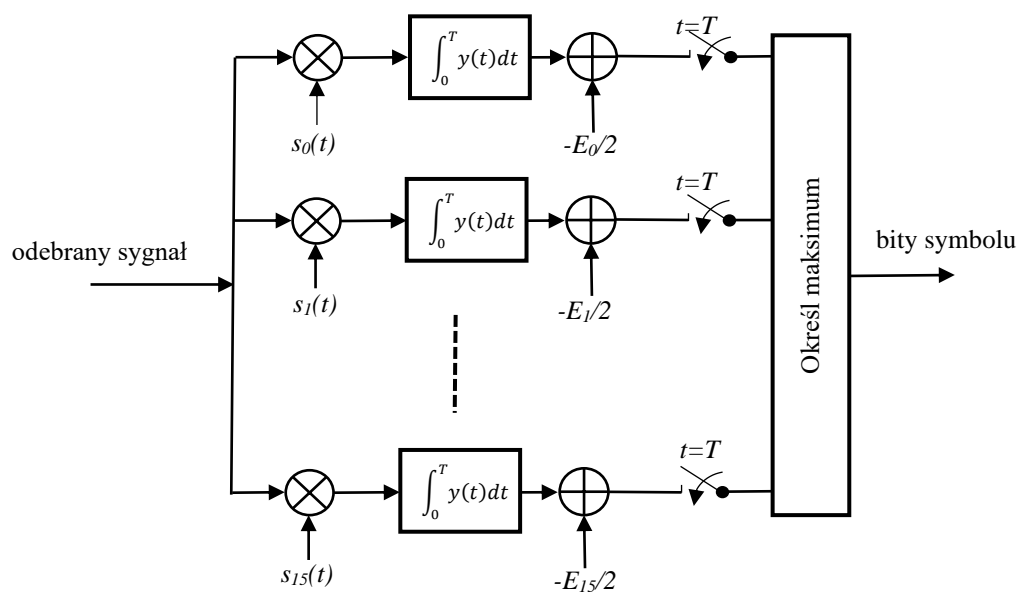 t=T
∫₀ᵀ y(t)dt
s₀(t)
-E₀/2
t=T
∫₀ᵀ y(t)dt
odebrany sygnał
s₁(t)
-E₁/2
Określ maksimum
bity symbolu
t=T
∫₀ᵀ y(t)dt
s₁₅(t)
-E₁₅/2